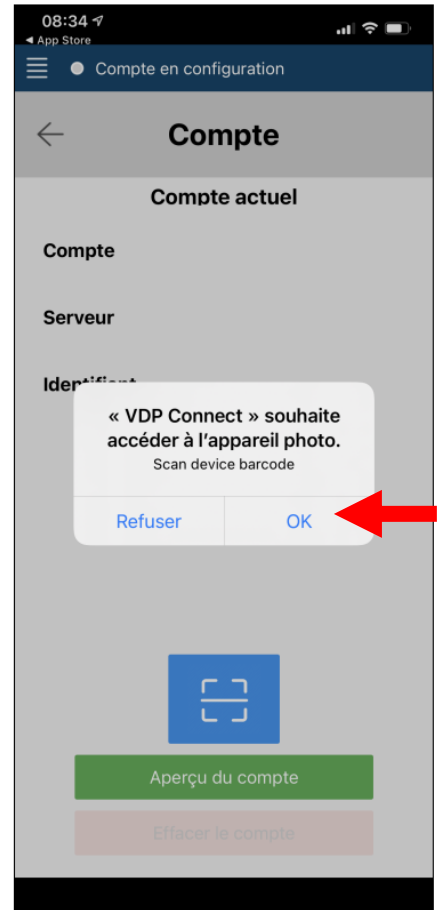 08:34
◀ App Store
Compte en configuration
Compte
Compte actuel
Compte
Serveur
Identifiant
« VDP Connect » souhaite
accéder à l'appareil photo.
Scan device barcode
Refuser
OK
Aperçu du compte
Effacer le compte